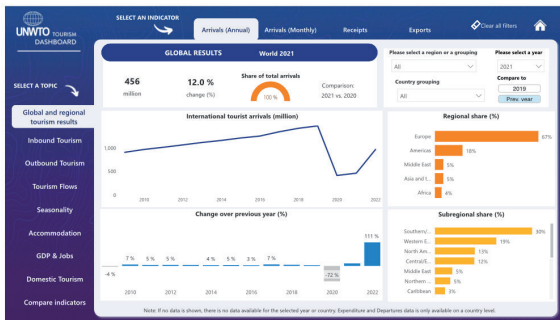 UNWTO TOURISM
DASHBOARD
SELECT AN INDICATOR
Arrivals (Annual)
Arrivals (Monthly)
Receipts
Exports
Clear all filters
SELECT A TOPIC
Global and regional
tourism results
Inbound Tourism
Outbound Tourism
Tourism Flows
Seasonality
Accommodation
GDP & Jobs
Domestic Tourism
Compare indicators
GLOBAL RESULTS World 2021
456
million
12.0 %
change (%)
Share of total arrivals
100 %
Comparison:
2021 vs. 2020
Please select a region or a grouping
All
Country grouping
All
Please select a year
2021
Compare to
2019
Prev. year
International tourist arrivals (million)
1,000
500
0
2010 2012 2014 2016 2018 2020 2022
Regional share (%)
Europe 67%
Americas 18%
Middle East 5%
Asia and t... 5%
Africa 4%
Change over previous year (%)
-4 % 7 % 5 % 5 % 4 % 5 % 3 % 7 % -72 % 111 %
2010 2012 2014 2016 2018 2020 2022
Subregional share (%)
Southern/... 30%
Western E... 19%
North Am... 13%
Central/E... 12%
Middle East 5%
Northern ... 5%
Caribbean 3%
Note: If no data is shown, there is no data available for the selected year or country. Expenditure and Departures data is only available on a country level.